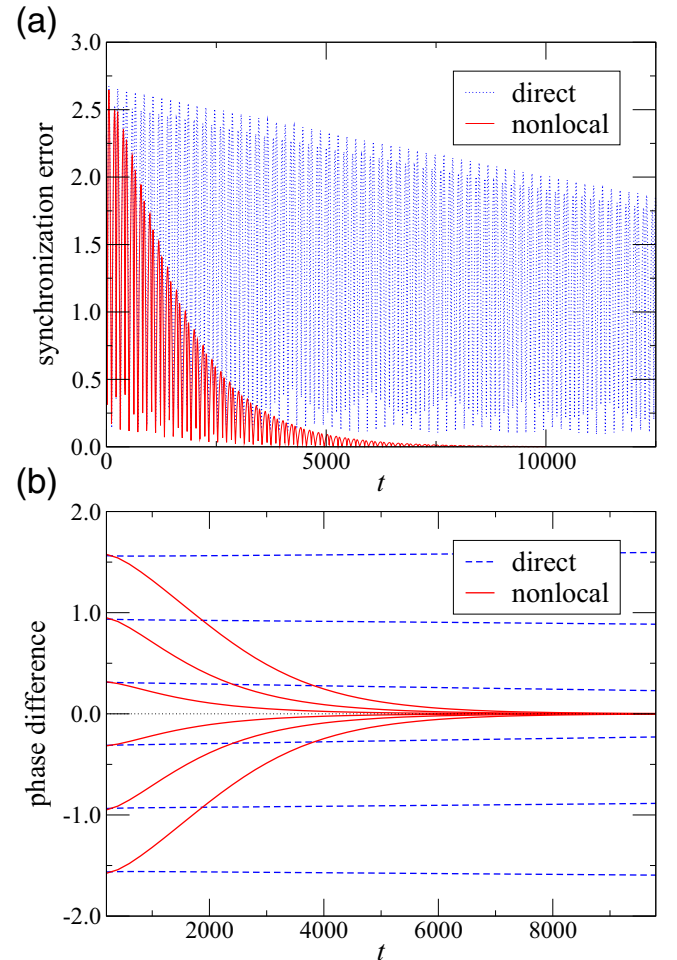 (a)
3.0
2.5
2.0
1.5
1.0
0.5
0.0
synchronization error
direct
nonlocal
0
5000
10000
t
(b)
2.0
1.0
0.0
-1.0
-2.0
phase difference
direct
nonlocal
2000
4000
6000
8000
t